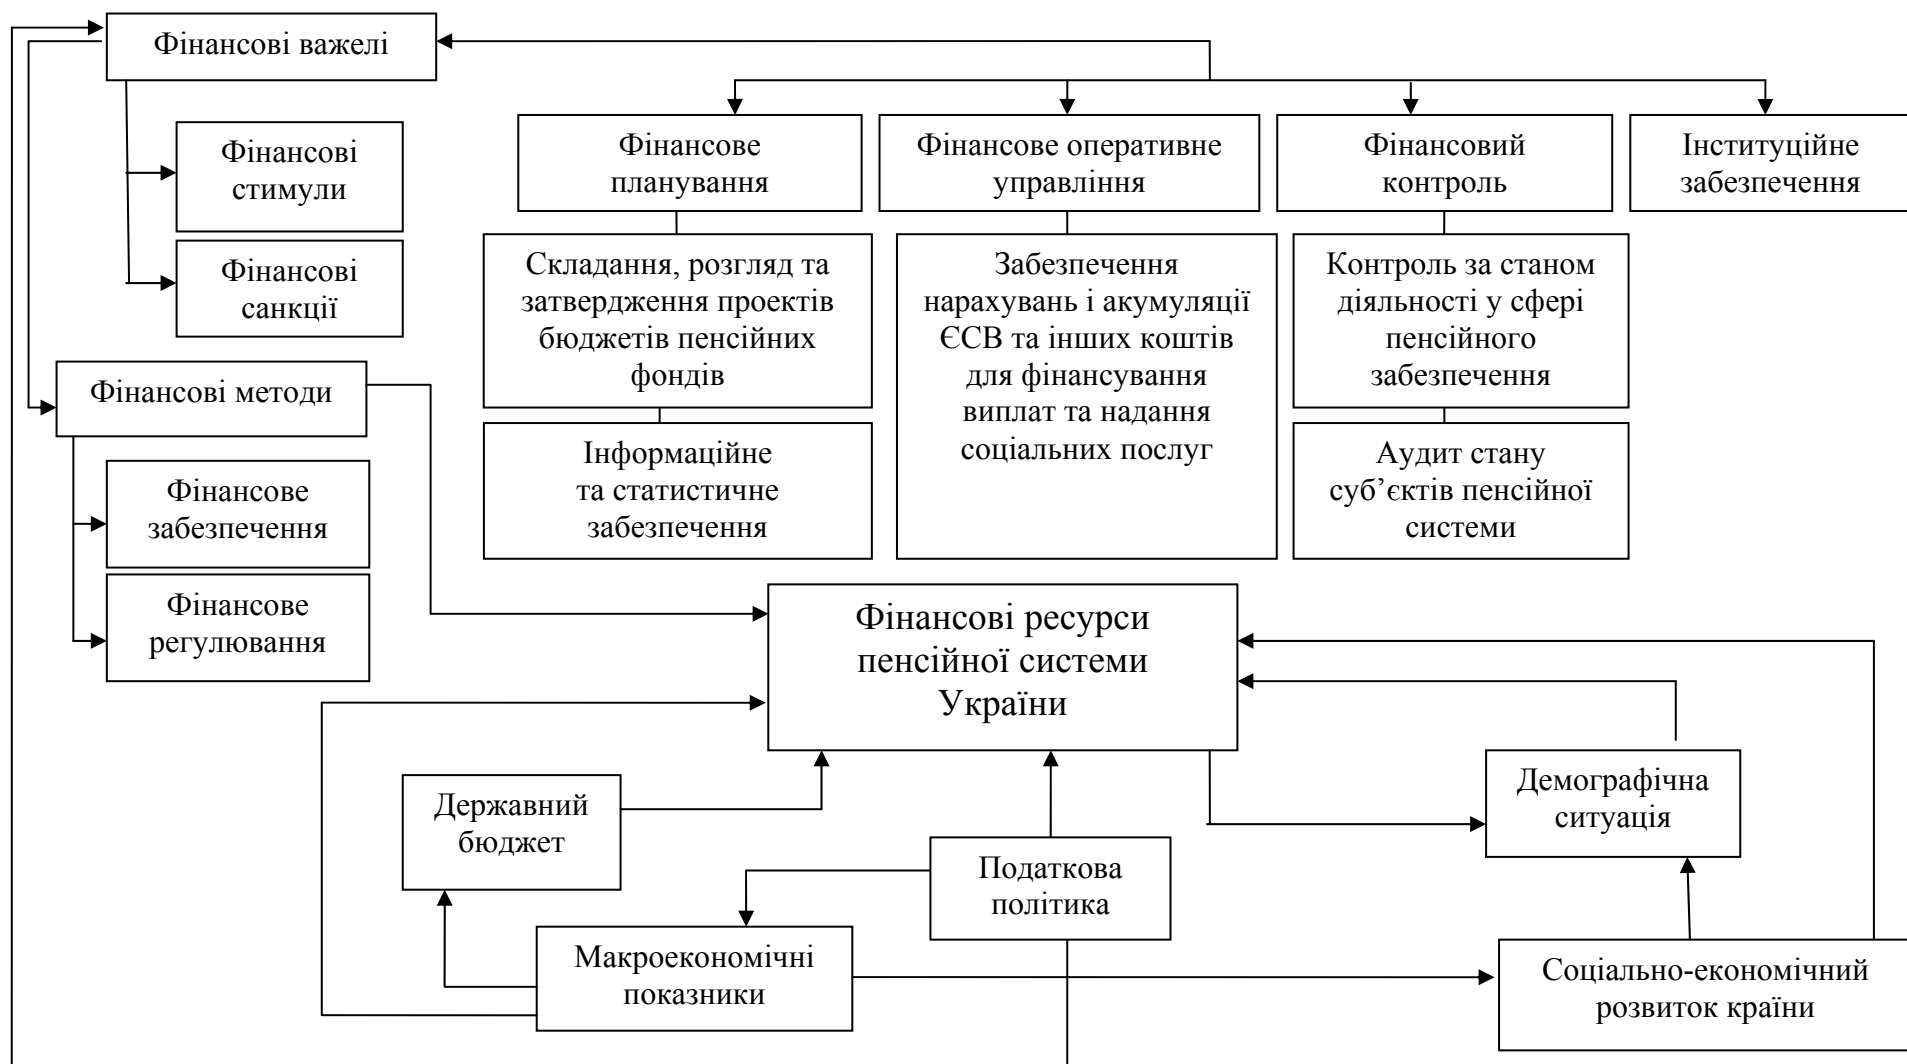 Фінансові важелі
Фінансові
стимули
Фінансові
санкції
Фінансові методи
Фінансове
забезпечення
Фінансове
регулювання
Фінансове
планування
Складання, розгляд та
затвердження проектів
бюджетів пенсійних
фондів
Інформаційне
та статистичне
забезпечення
Фінансове оперативне
управління
Забезпечення
нарахувань і акумуляції
ЄСВ та інших коштів
для фінансування
виплат та надання
соціальних послуг
Фінансовий
контроль
Контроль за станом
діяльності у сфері
пенсійного
забезпечення
Аудит стану
суб’єктів пенсійної
системи
Інституційне
забезпечення
Фінансові ресурси
пенсійної системи
України
Державний
бюджет
Податкова
політика
Демографічна
ситуація
Макроекономічні
показники
Соціально-економічний
розвиток країни